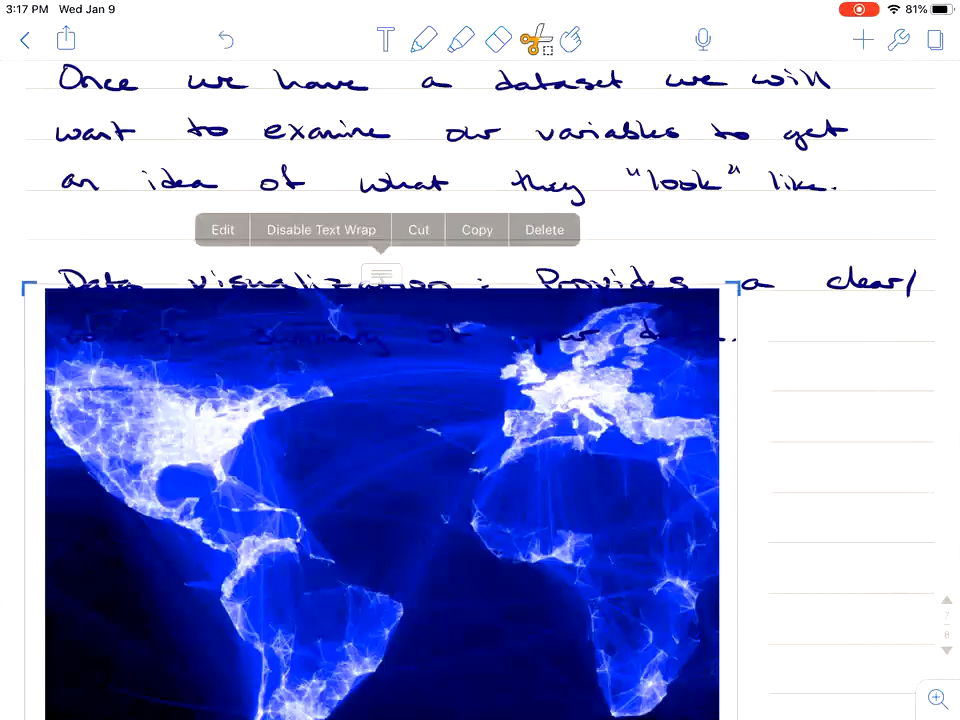 3:17 PM Wed Jan 9
81%
T
Once we have a dataset we will
want to examine our variables to get
an idea of what they "look" like.
Edit Disable Text Wrap Cut Copy Delete
Data visualization : Provides a clear/
summary of your
7
8